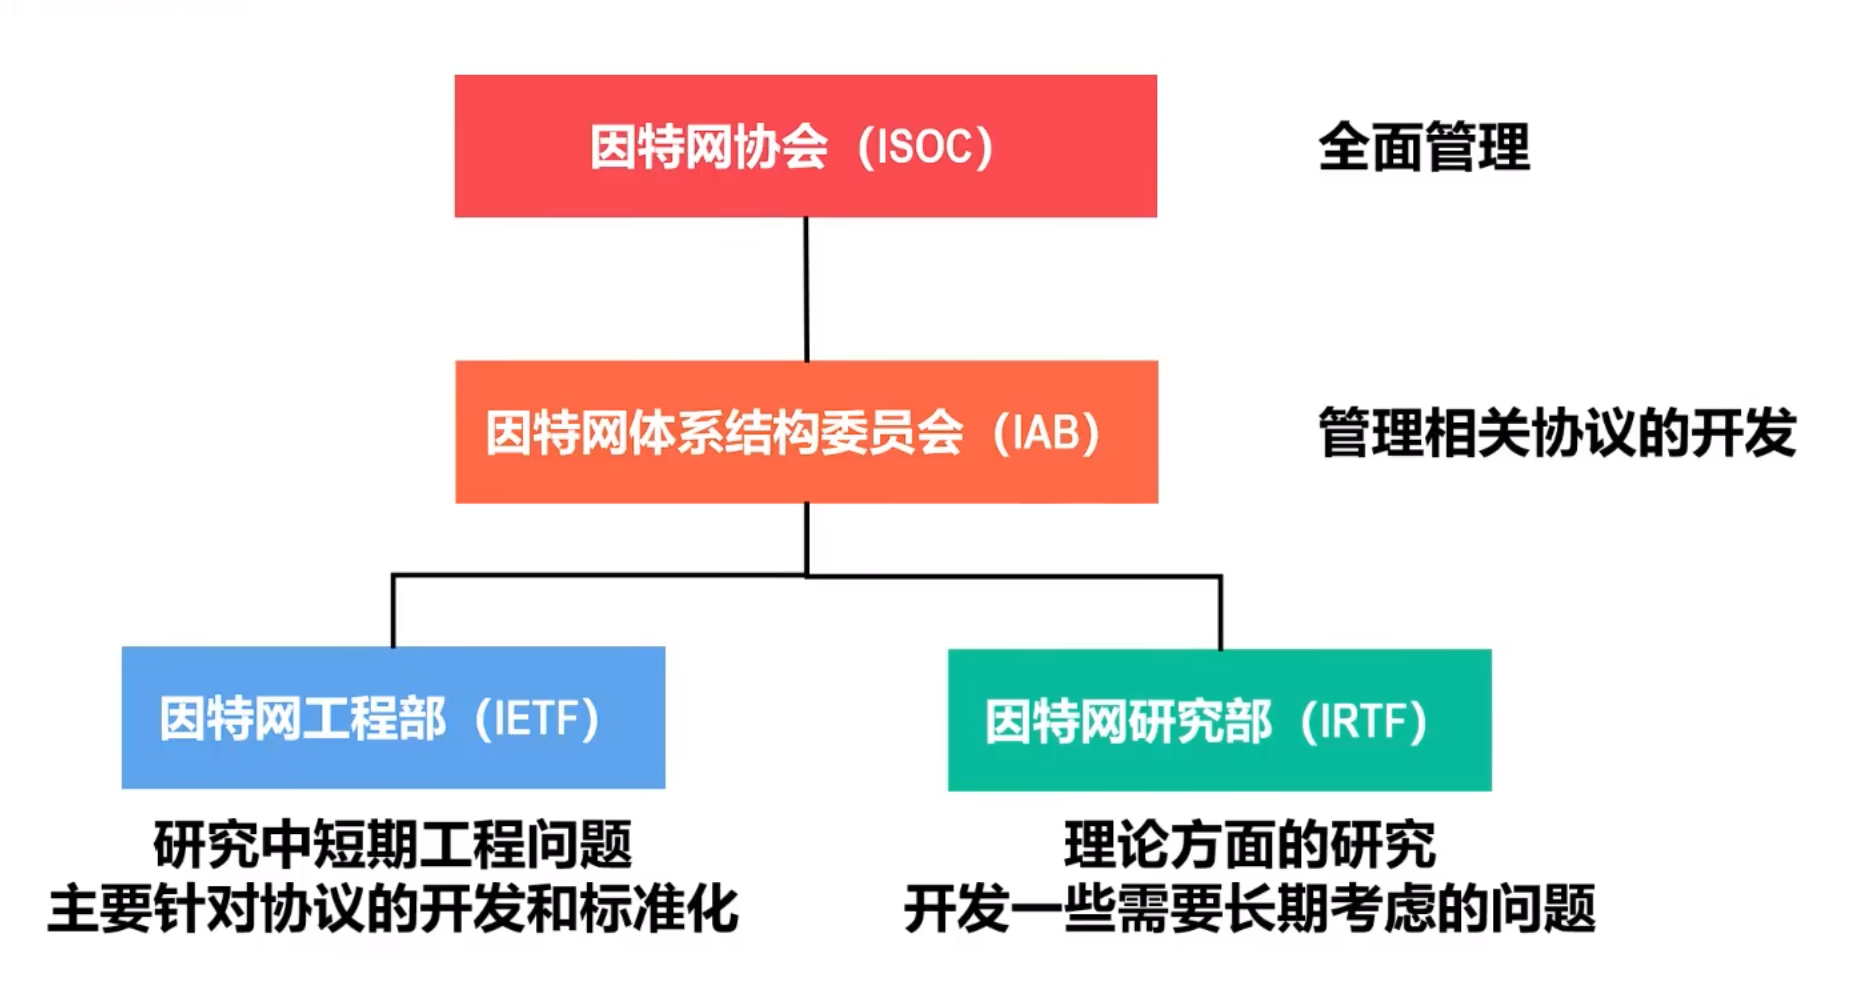 因特网协会（ISOC）
全面管理
因特网体系结构委员会（IAB）
管理相关协议的开发
因特网工程部（IETF）
因特网研究部（IRTF）
研究中短期工程问题
主要针对协议的开发和标准化
理论方面的研究
开发一些需要长期考虑的问题